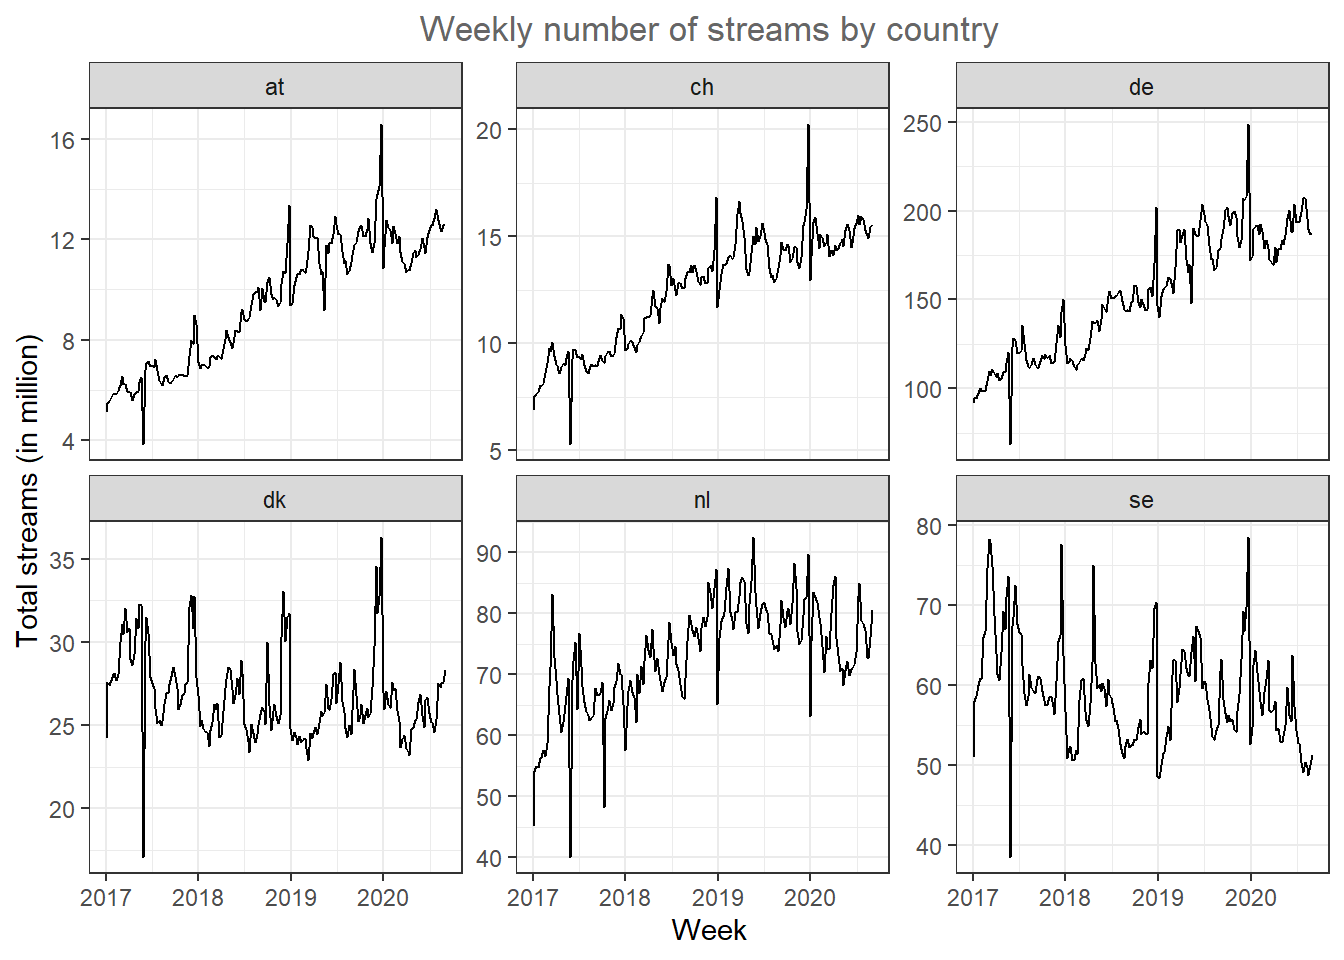 Weekly number of streams by country
at ch de
16 20 250
12 15 200
8 10 150
4 5 100
Total streams (in million)
dk nl se
35 90 80
30 80 70
25 70 60
20 60 50
50 40
40
2017 2018 2019 2020 2017 2018 2019 2020 2017 2018 2019 2020
Week